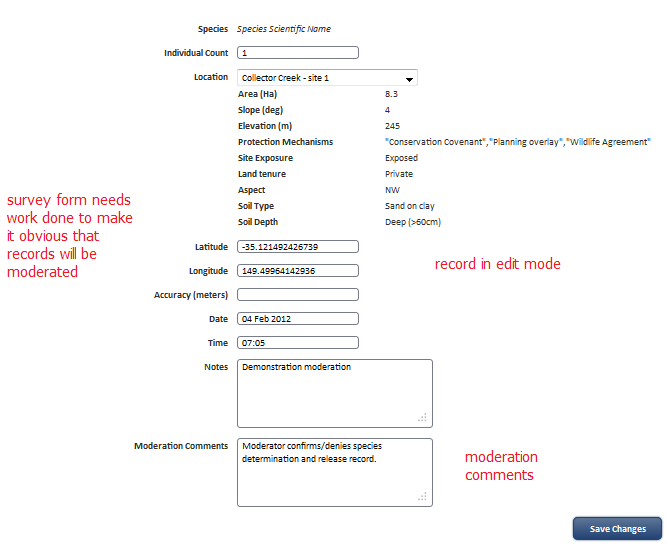 Species Species Scientific Name
Individual Count 1
Location Collector Creek - site 1
Area (Ha) 8.3
Slope (deg) 4
Elevation (m) 245
Protection Mechanisms "Conservation Covenant","Planning overlay","Wildlife Agreement"
Site Exposure Exposed
Land tenure Private
Aspect NW
Soil Type Sand on clay
Soil Depth Deep (>60cm)
survey form needs
work done to make
it obvious that
records will be
moderated
Latitude -35.121492426739
Longitude 149.49964142936
record in edit mode
Accuracy (meters)
Date 04 Feb 2012
Time 07:05
Notes Demonstration moderation
Moderation Comments Moderator confirms/denies species
determination and release record.
moderation
comments
Save Changes